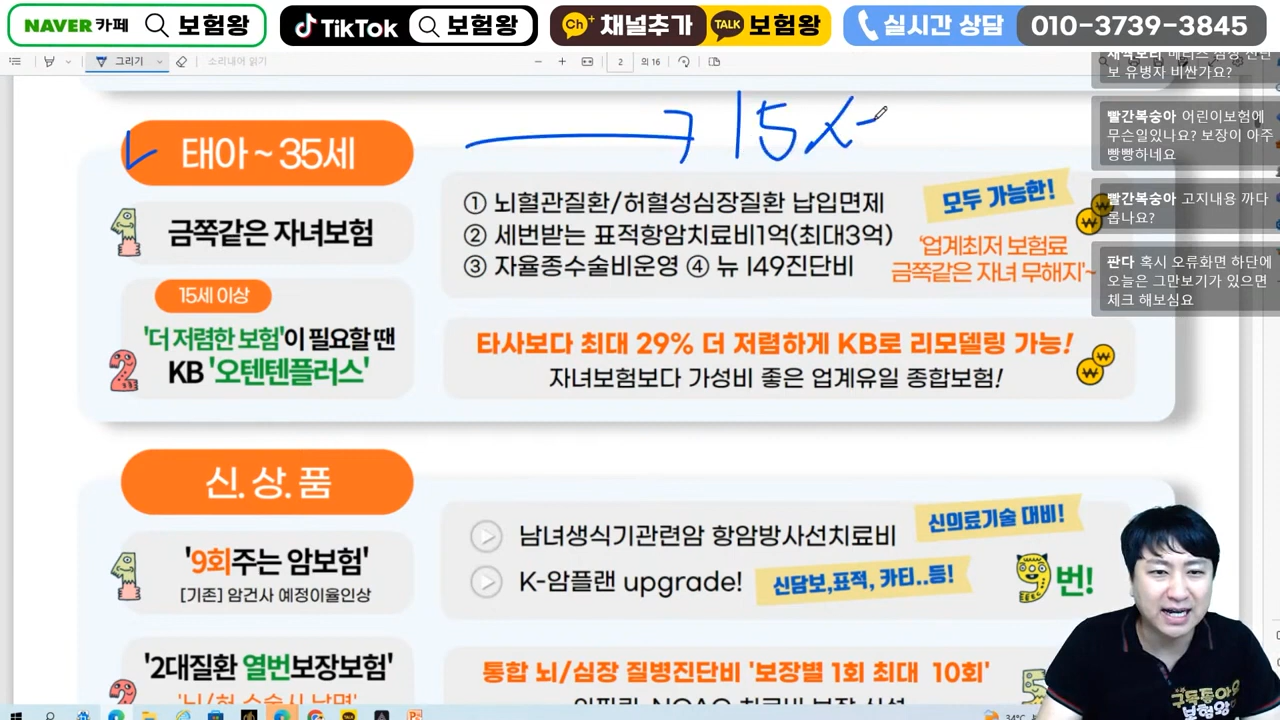 NAVER 카페 보험왕
TikTok 보험왕
Ch+ 채널추가 TALK 보험왕
실시간 상담 010-3739-3845
그리기
소리내어 읽기
2 의 16
보 유병자 비싼가요?
빨간복숭아 어린이보험에
무슨일있나요? 보장이 아주
빵빵하네요
빨간복숭아 고지내용 까다
롭나요?
판다 혹시 오류화면 하단에
오늘은 그만보기가 있으면
체크 해보심요
태아 ~ 35세
15
금쪽같은 자녀보험
① 뇌혈관질환/허혈성심장질환 납입면제
② 세번받는 표적항암치료비1억(최대3억)
③ 자율종수술비운영 ④ 뉴 I49진단비
모두 가능한!
'업계최저 보험료
금쪽같은 자녀 무해지'~
15세 이상
'더 저렴한 보험'이 필요할 땐
KB '오텐텐플러스'
타사보다 최대 29% 더 저렴하게 KB로 리모델링 가능!
자녀보험보다 가성비 좋은 업계유일 종합보험!
신.상.품
'9회주는 암보험'
[기존] 암건사 예정이율인상
남녀생식기관련암 항암방사선치료비
신의료기술 대비!
K-암플랜 upgrade!
신담보,표적, 카티..등!
9번!
'2대질환 열번보장보험'
통합 뇌/심장 질병진단비 '보장별 1회 최대 10회'
구독좋아요
보험왕
34°C